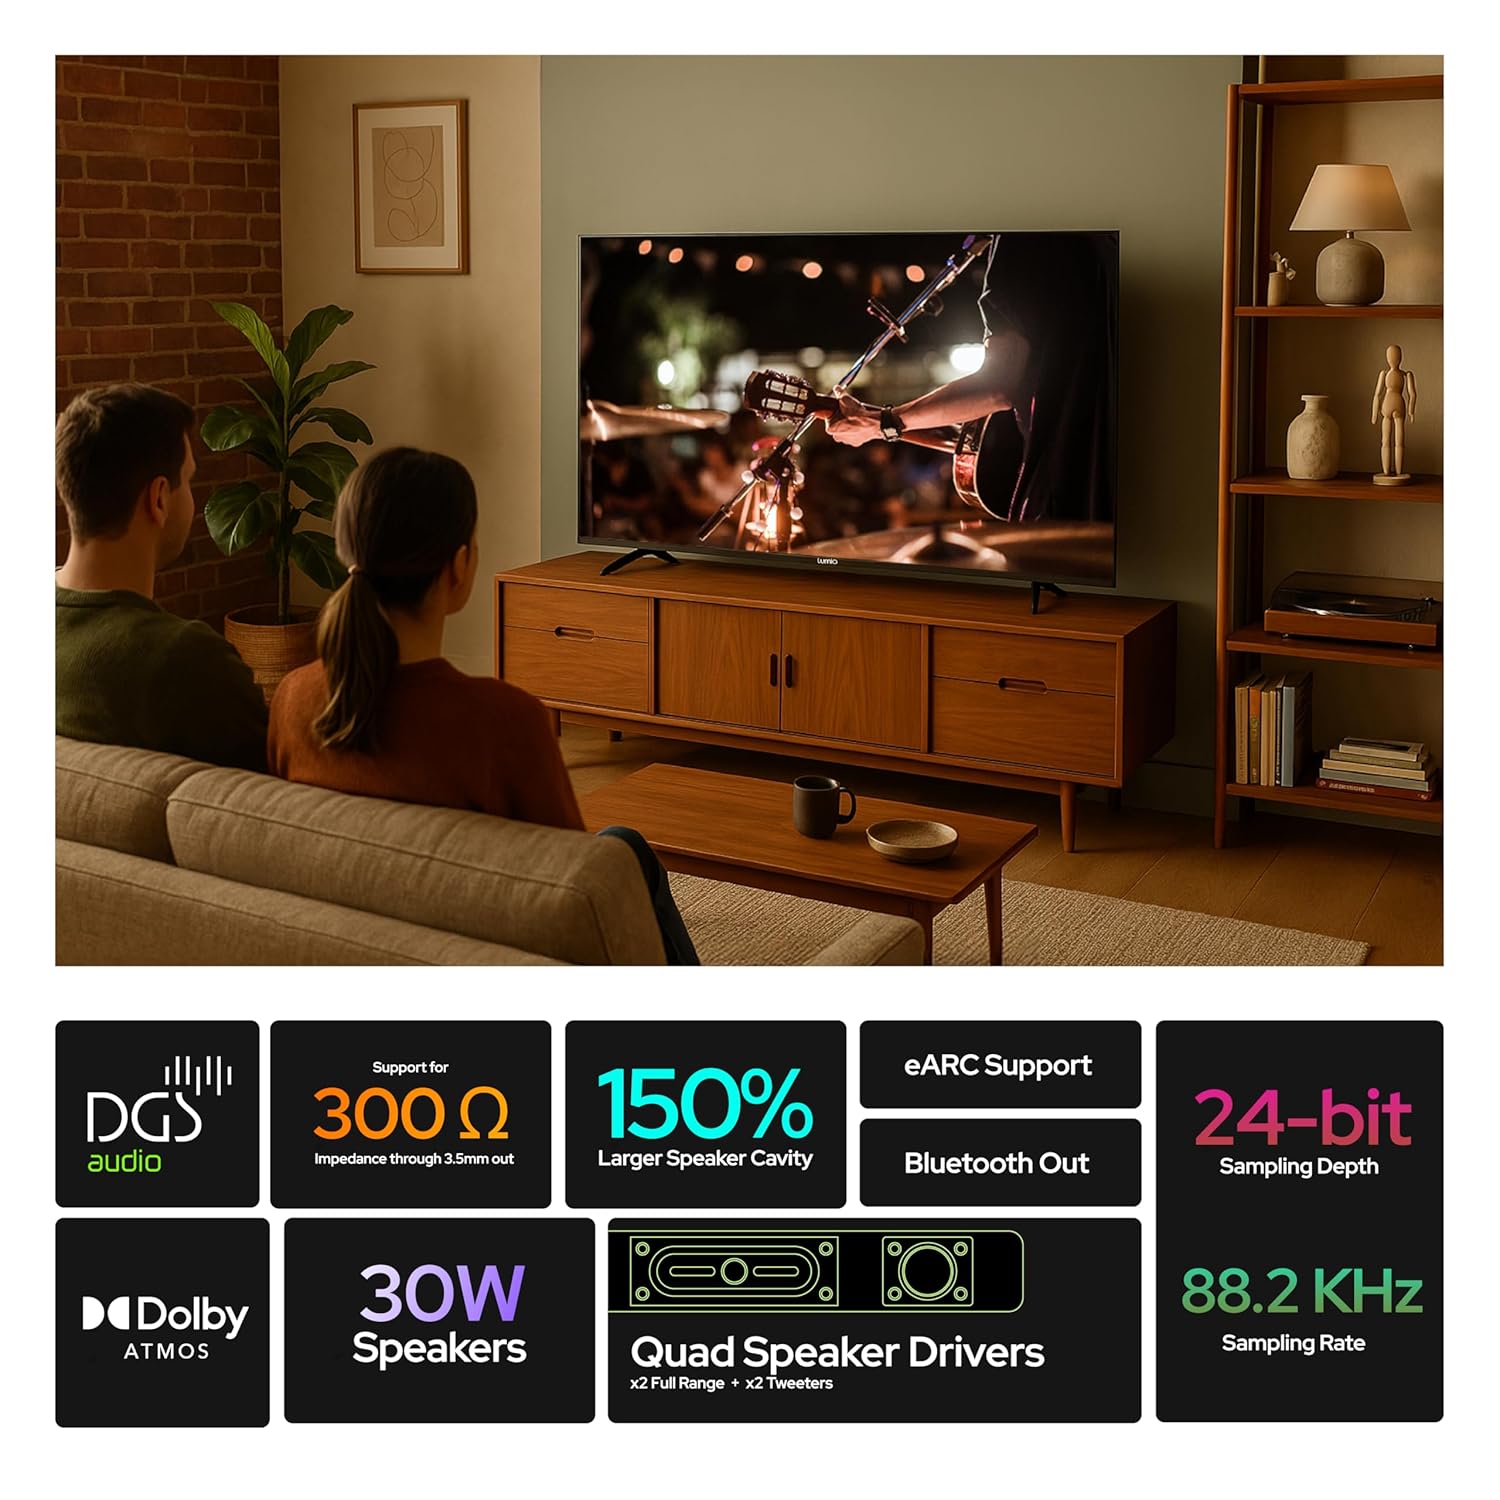 Lumio
DGS
audio
Support for
300 Ω
Impedance through 3.5mm out
150%
Larger Speaker Cavity
eARC Support
Bluetooth Out
24-bit
Sampling Depth
88.2 KHz
Sampling Rate
Dolby
ATMOS
30W
Speakers
Quad Speaker Drivers
x2 Full Range + x2 Tweeters